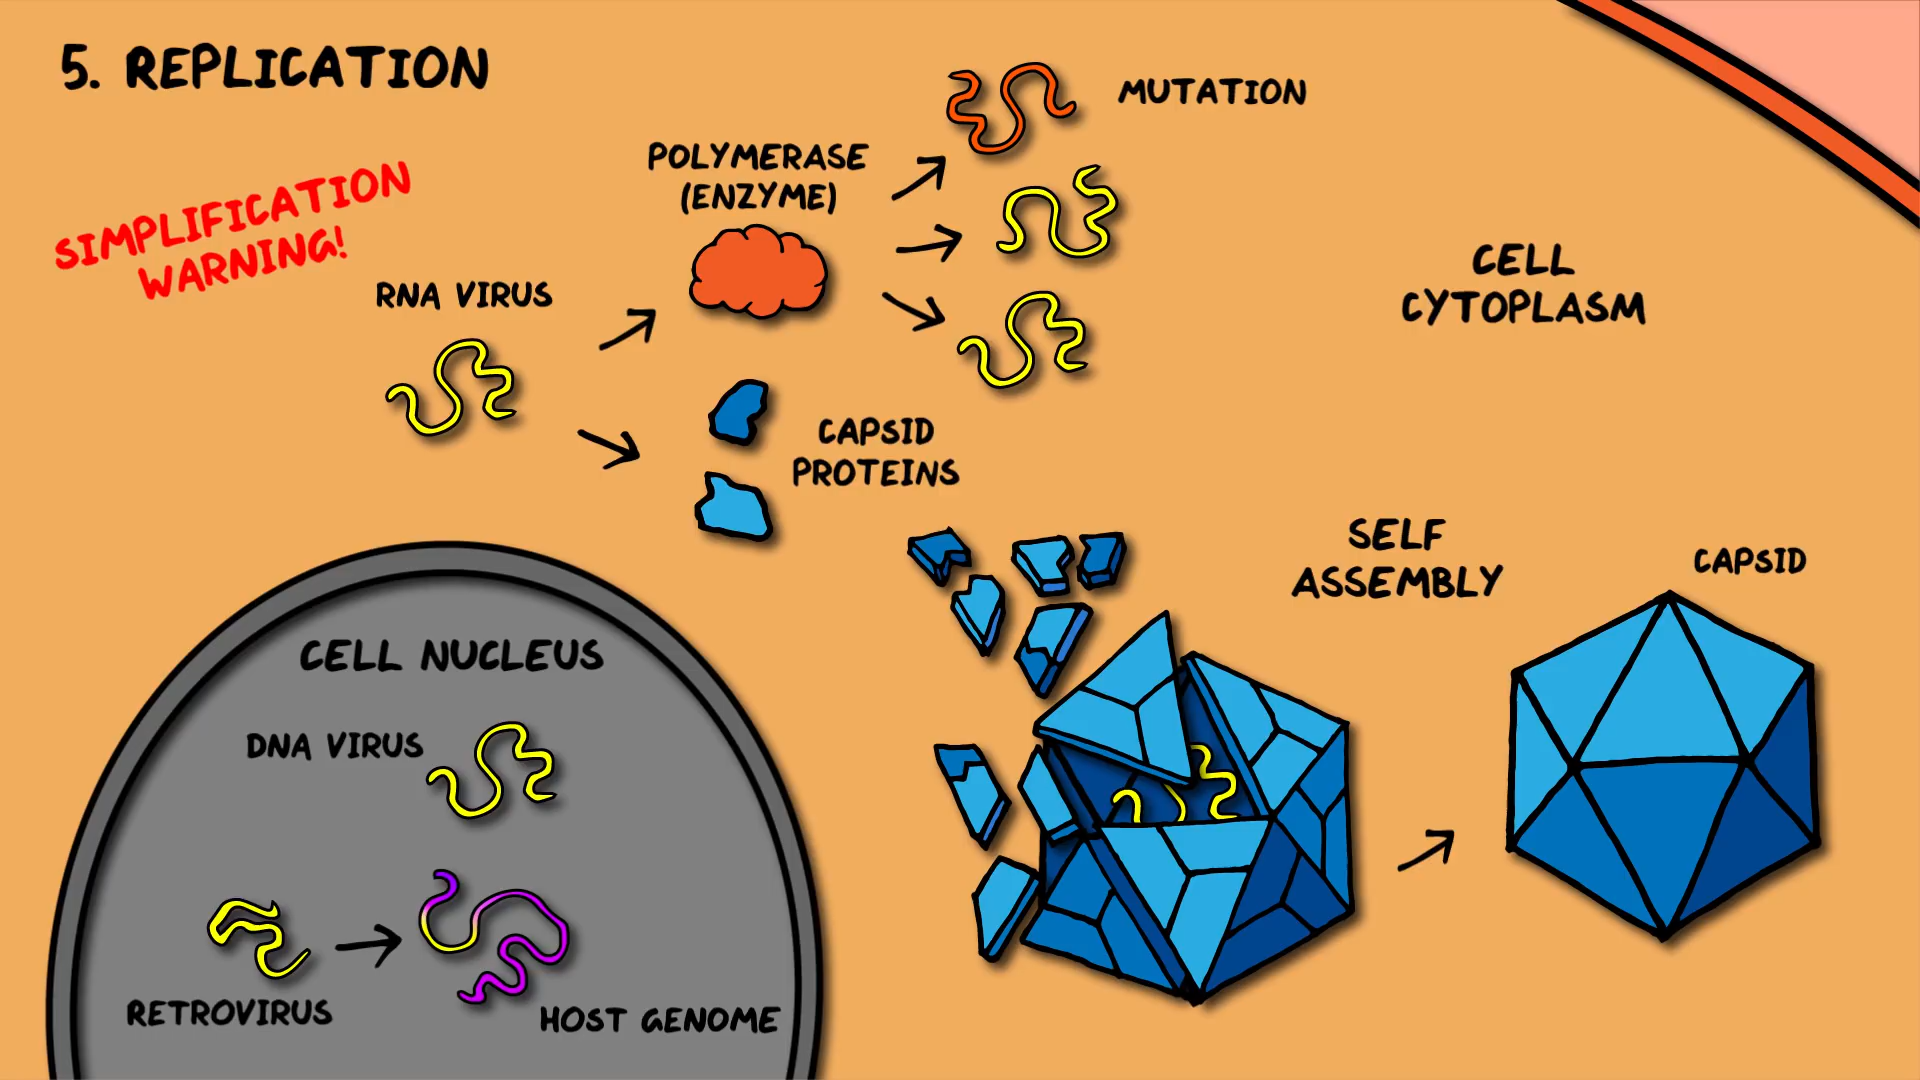 5. REPLICATION
SIMPLIFICATION
WARNING!
RNA VIRUS
POLYMERASE
(ENZYME)
MUTATION
CELL
CYTOPLASM
CAPSID
PROTEINS
SELF
ASSEMBLY
CAPSID
CELL NUCLEUS
DNA VIRUS
RETROVIRUS
HOST GENOME